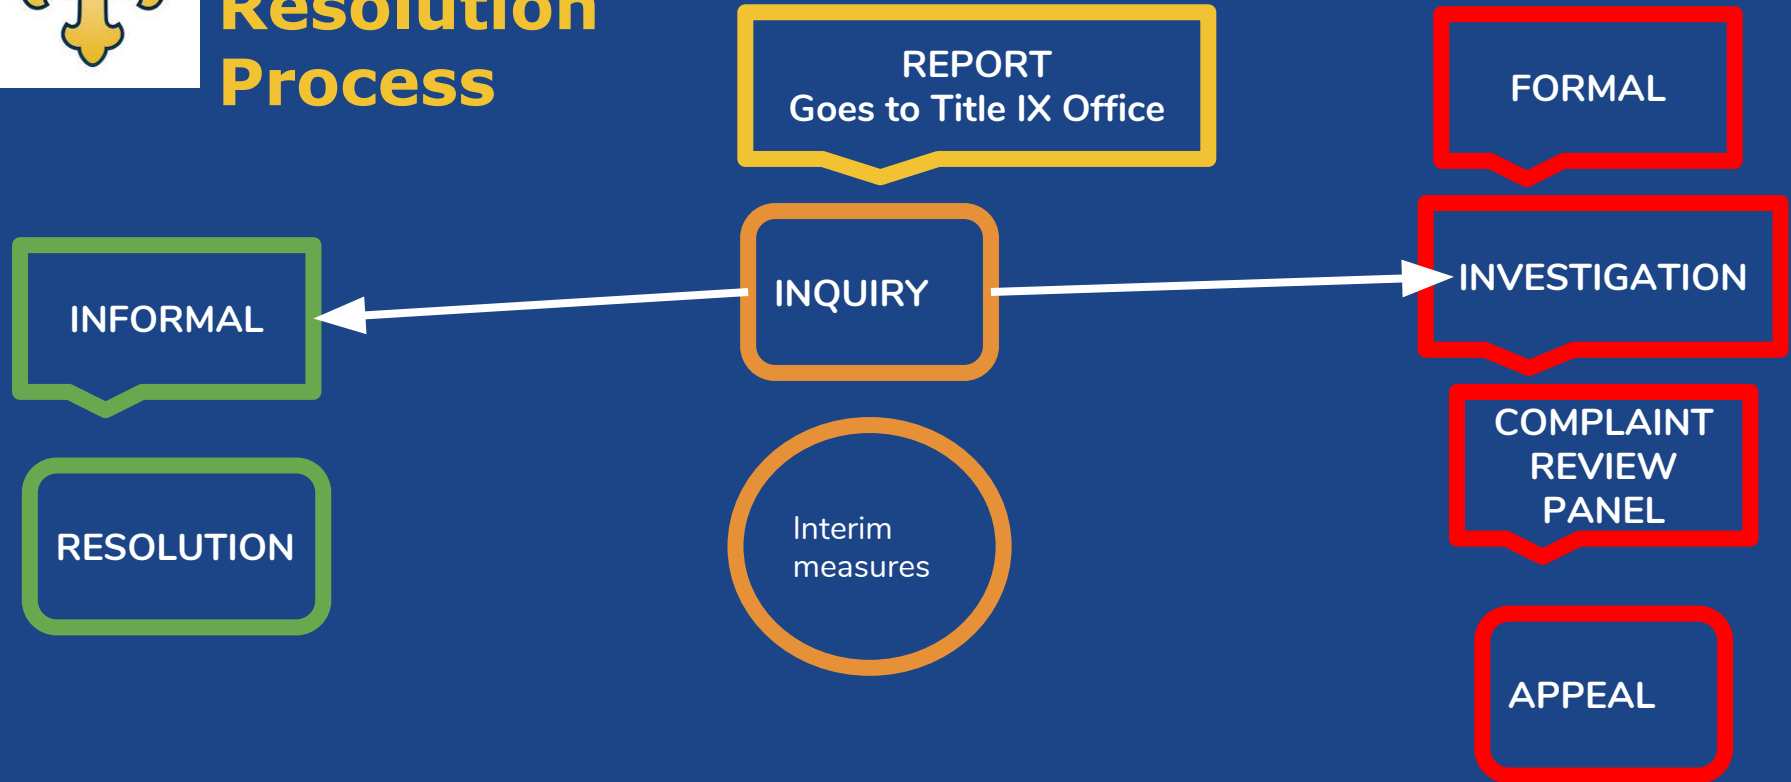 Resolution
Process
REPORT
Goes to Title IX Office
FORMAL
INFORMAL
INQUIRY
INVESTIGATION
RESOLUTION
Interim
measures
COMPLAINT
REVIEW
PANEL
APPEAL